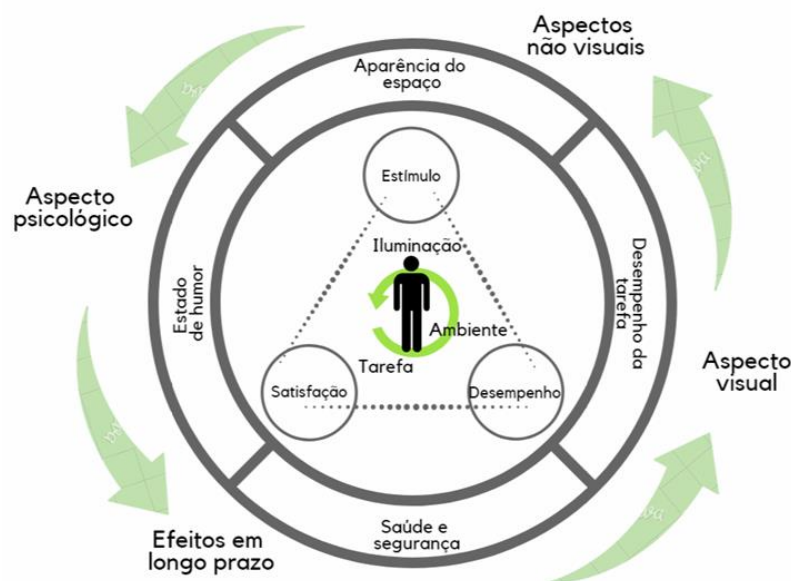 Aspectos
não visuais
Aparência do
espaço
Aspecto
psicológico
Estímulo
Iluminação
Estado
de humor
Desempenho da
tarefa
Ambiente
Aspecto
visual
Tarefa
Satisfação
Desempenho
Efeitos em
longo prazo
Saúde e
segurança